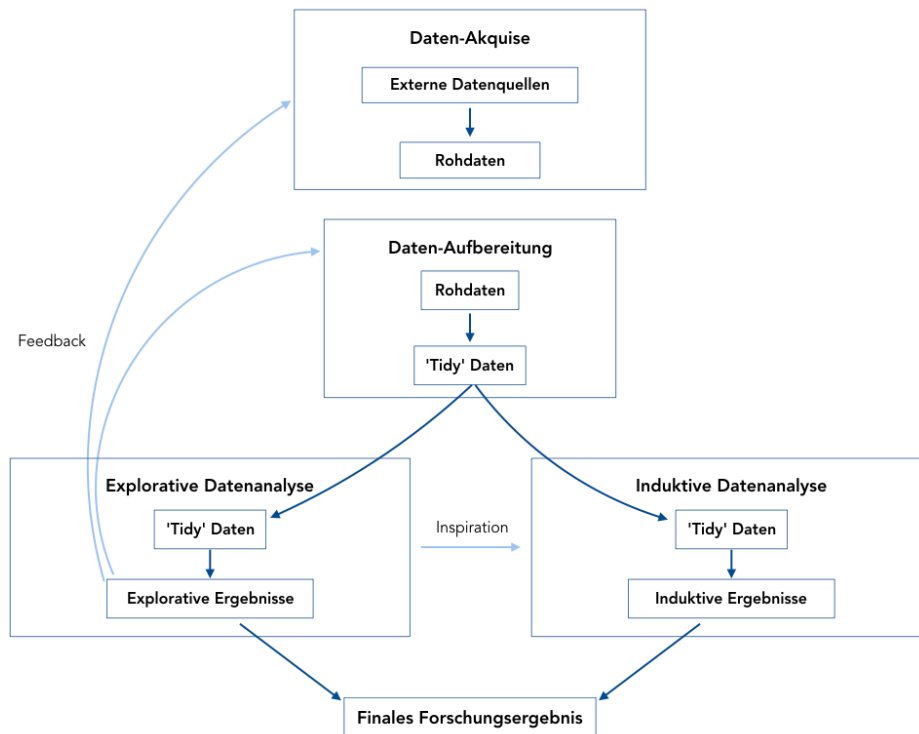 Daten-Akquise
Externe Datenquellen
Rohdaten
Daten-Aufbereitung
Rohdaten
'Tidy' Daten
Feedback
Explorative Datenanalyse
'Tidy' Daten
Explorative Ergebnisse
Inspiration
Induktive Datenanalyse
'Tidy' Daten
Induktive Ergebnisse
Finales Forschungsergebnis